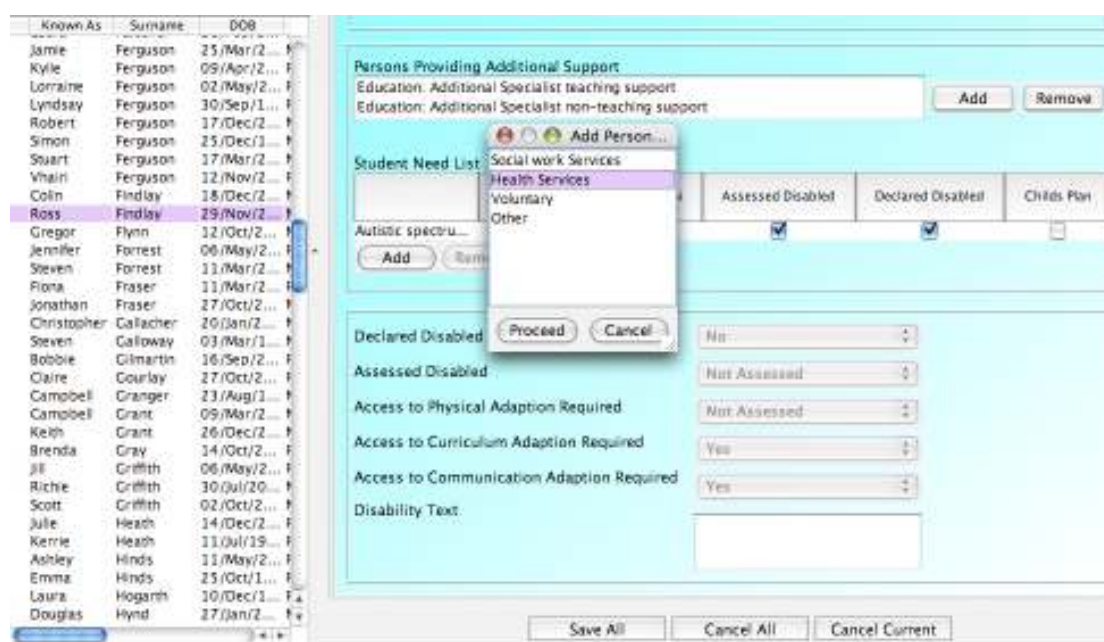 Known As Surname DOB
Jamie Ferguson 25/Mar/2...
Kylie Ferguson 09/Apr/2...
Lorraine Ferguson 02/May/2...
Lyndsay Ferguson 30/Sep/1...
Robert Ferguson 17/Dec/2...
Simon Ferguson 25/Dec/1...
Stuart Ferguson 17/Mar/2...
Vhairi Ferguson 12/Nov/2...
Colin Findlay 18/Dec/2...
Ross Findlay 29/Nov/2...
Gregor Flynn 12/Oct/2...
Jennifer Forrest 06/May/2...
Steven Forrest 11/Mar/2...
Fiona Fraser 11/Mar/2...
Jonathan Fraser 27/Oct/2...
Christopher Gallacher 20/Jan/2...
Steven Galloway 03/Mar/1...
Bobbie Gilmartin 16/Sep/2...
Claire Gourlay 27/Oct/2...
Campbell Granger 23/Aug/1...
Campbell Grant 09/Mar/2...
Keith Grant 26/Dec/2...
Brenda Gray 14/Oct/2...
Jill Griffith 06/May/2...
Richie Griffith 30/Jul/20...
Scott Griffith 02/Oct/2...
Julie Heath 14/Dec/2...
Kerrie Heath 11/Jul/19...
Ashley Hinds 11/May/2...
Emma Hinds 25/Oct/1...
Laura Hogarth 10/Dec/1...
Douglas Hynd 27/Jan/2...
Persons Providing Additional Support
Education: Additional Specialist teaching support
Education: Additional Specialist non-teaching support
Add Remove
Add Person...
Social work Services
Health Services
Voluntary
Other
Proceed Cancel
Student Need List
Assessed Disabled Declared Disabled Childs Plan
Autistic spectru...
Add
Declared Disabled No
Assessed Disabled Not Assessed
Access to Physical Adaption Required Not Assessed
Access to Curriculum Adaption Required Yes
Access to Communication Adaption Required Yes
Disability Text
Save All Cancel All Cancel Current